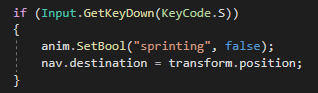 if (Input.GetKeyDown(KeyCode.S))
{
anim.SetBool("sprinting", false);
nav.destination = transform.position;
}